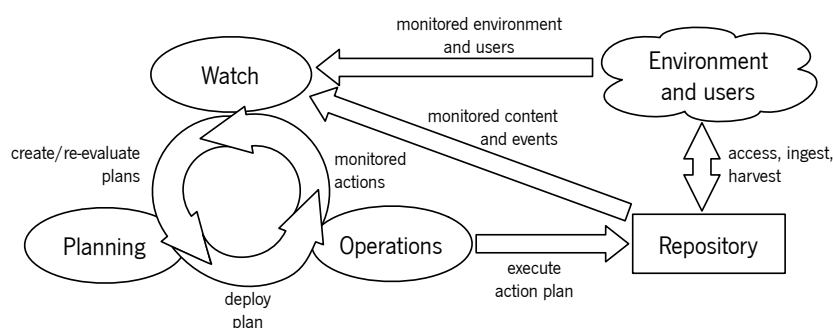 monitored environment
and users
Watch
Environment
and users
monitored content
and events
create/re-evaluate
plans
monitored
actions
access, ingest,
harvest
Planning
Operations
Repository
execute
action plan
deploy
plan